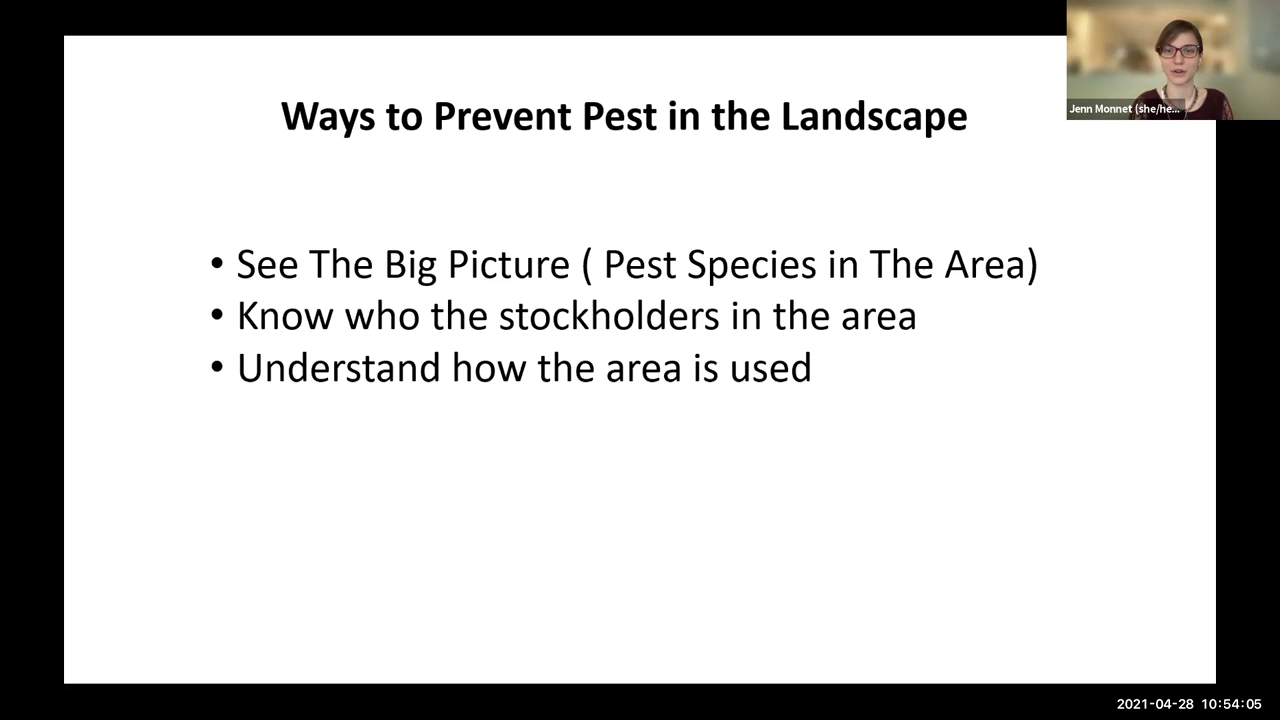 Jenn Monnet (she/he...
Ways to Prevent Pest in the Landscape
• See The Big Picture ( Pest Species in The Area)
• Know who the stockholders in the area
• Understand how the area is used
2021-04-28 10:54:05